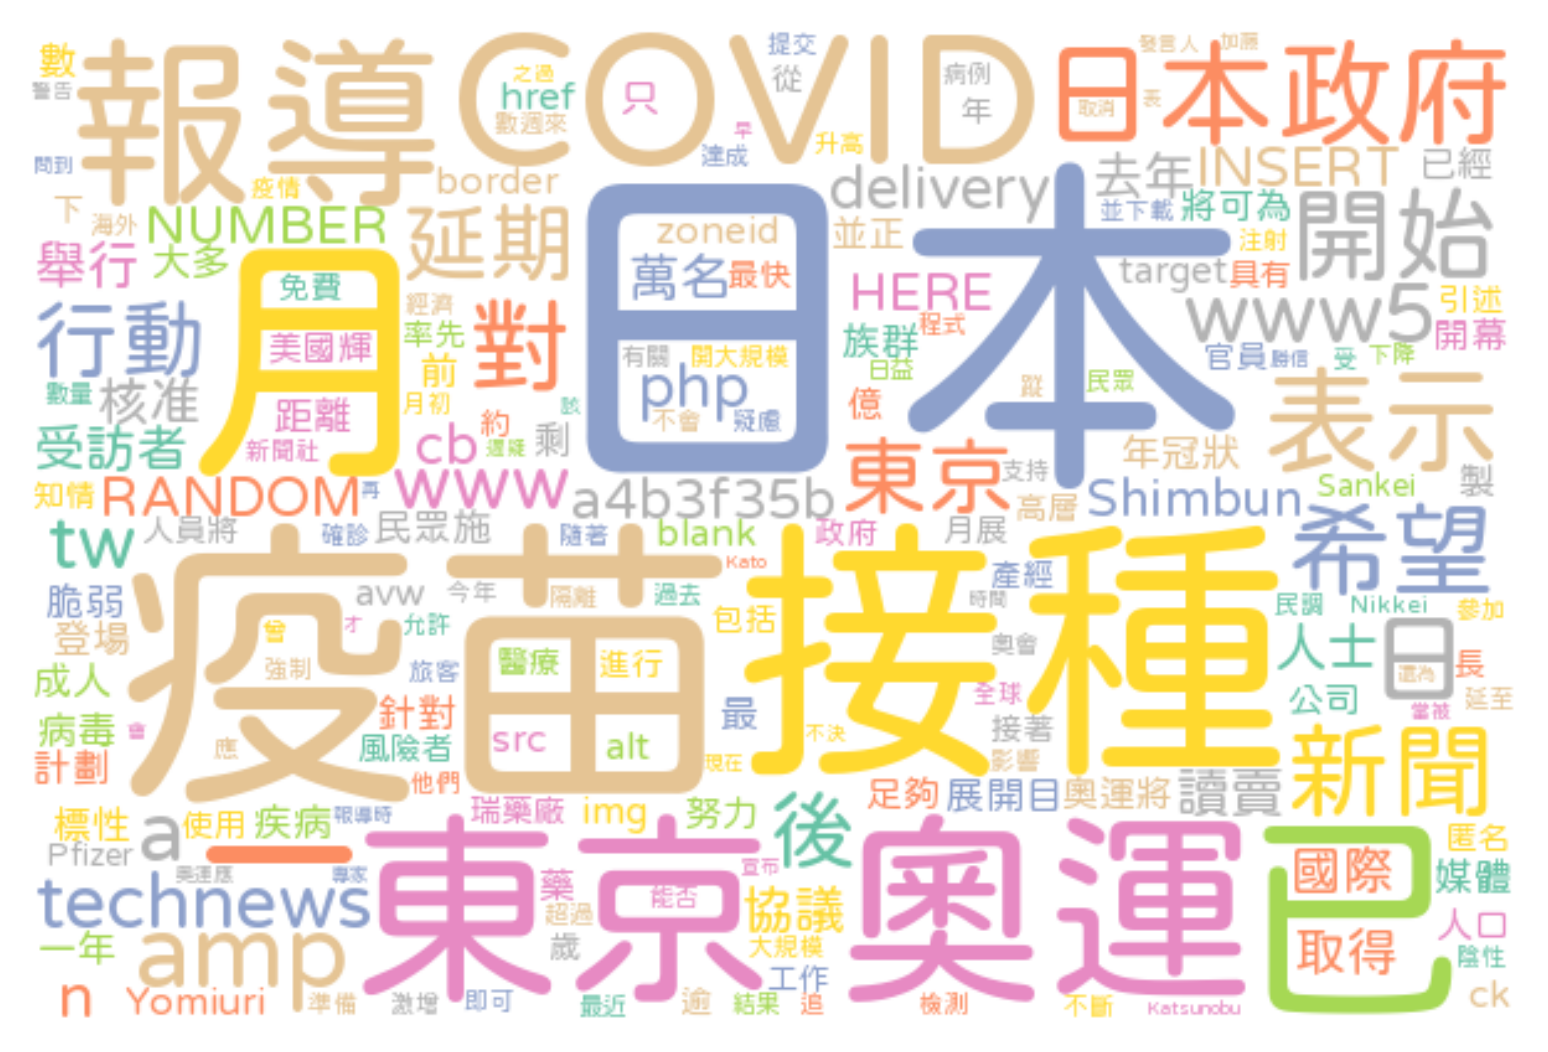 數
報導
COVID
日本政府
發言人
加藤
提交
之過
href
數週來
只
從
病例
年
取消
表
警告
早
達成
升高
問到
疫情
border
delivery
去年
INSERT
已經
下
海外
NUMBER
延期
日本
zoneid
並正
並下載
將可為
注射
開始
舉行
大多
月
免費
萬名
最快
HERE
target
具有
www5
引述
開幕
行動
經濟
率先
對
美國輝
有關
開大規模
族群
程式
官員
勝信
受
下降
前
php
日益
民眾
蹤
數量
核准
距離
月初
約
該
不會
疑慮
億
表示
受訪者
新聞社
cb
遲疑
剩
東京
支持
年冠狀
知情
RANDOM
再
www
a4b3f35b
高層
Shimbun
Sankei
製
tw
人員將
確診
民眾施
隨著
blank
政府
月展
希望
疫苗
接種
Kato
脆弱
avw
今年
隔離
過去
產經
時間
民調
Nikkei
參加
登場
曾
才
允許
包括
奧會
人士
日
長
還為
強制
旅客
醫療
進行
成人
全球
公司
當被
延至
病毒
會
針對
最
接著
應
風險者
src
alt
不決
新聞
計劃
他們
現在
影響
足夠
展開目
奧運將
讀賣
標性
a
使用
疾病
報導時
瑞藥廠
img
努力
後
東京奧運
巴
匿名
Pfizer
一
奧運應
專家
宣布
國際
媒體
technews
藥
能否
協議
超過
人口
一年
amp
歲
大規模
取得
陰性
工作
n
Yomiuri
準備
激增
即可
最近
逾
結果
追
檢測
不斷
Katsunobu
ck